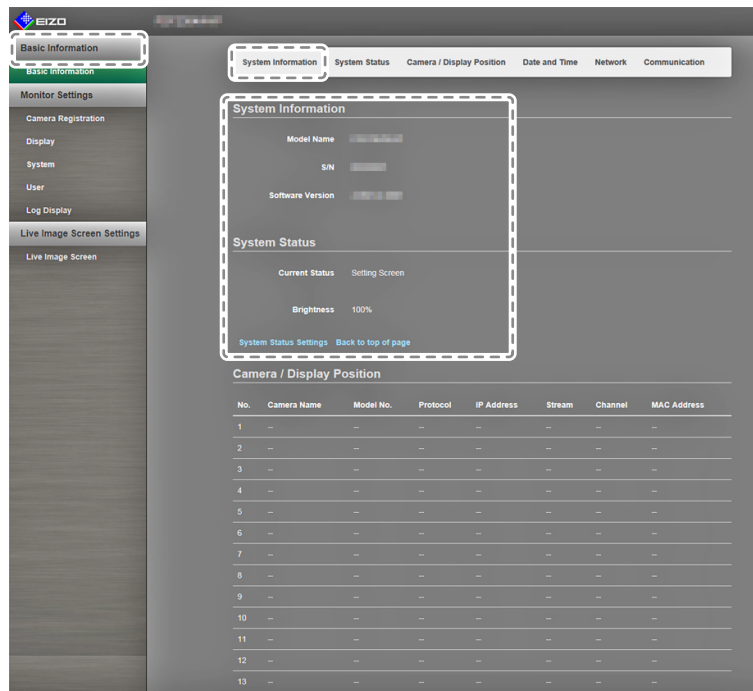 EIZO
Basic Information
Basic Information
Monitor Settings
Camera Registration
Display
System
User
Log Display
Live Image Screen Settings
Live Image Screen
System Information System Status Camera / Display Position Date and Time Network Communication
System Information
Model Name
S/N
Software Version
System Status
Current Status Setting Screen
Brightness 100%
System Status Settings Back to top of page
Camera / Display Position
No. Camera Name Model No. Protocol IP Address Stream Channel MAC Address
1 -- -- -- -- -- -- --
2 -- -- -- -- -- -- --
3 -- -- -- -- -- -- --
4 -- -- -- -- -- -- --
5 -- -- -- -- -- -- --
6 -- -- -- -- -- -- --
7 -- -- -- -- -- -- --
8 -- -- -- -- -- -- --
9 -- -- -- -- -- -- --
10 -- -- -- -- -- -- --
11 -- -- -- -- -- -- --
12 -- -- -- -- -- -- --
13 -- -- -- -- -- -- --